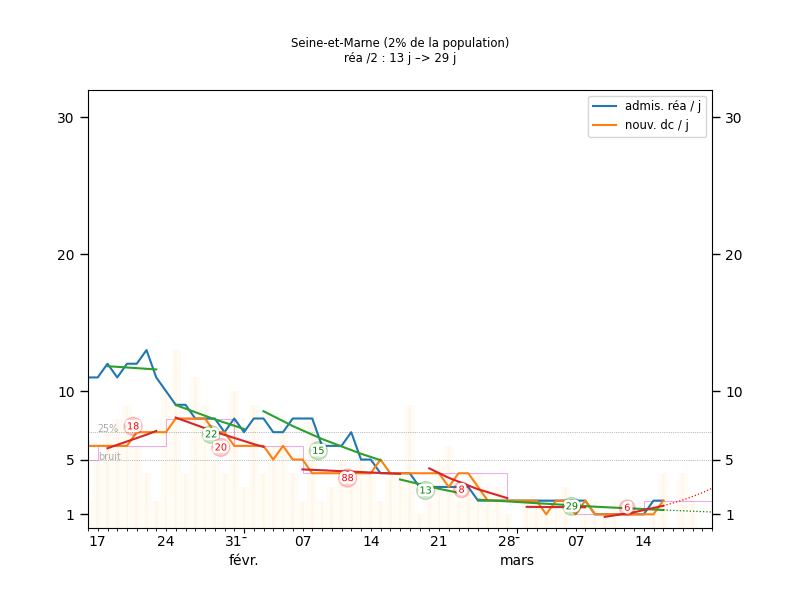 Seine-et-Marne (2% de la population)
réa /2 : 13 j –> 29 j
admis. réa / j
nouv. dc / j
30 30
20 20
10 10
5 5
1 1
25%
bruit
18 22 20 15 88 13 8 29 6
17 24 31 07 14 21 28 07 14
févr. mars